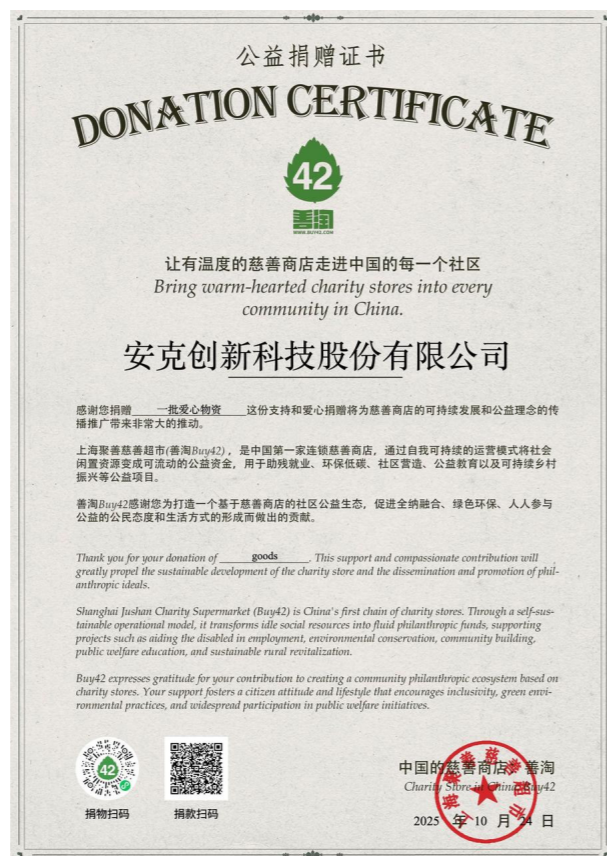 公益捐赠证书
DONATION CERTIFICATE
42
善淘
WWW.BUY42.COM
让有温度的慈善商店走进中国的每一个社区
Bring warm-hearted charity stores into every
community in China.
安克创新科技股份有限公司
感谢您捐赠 一批爱心物资 这份支持和爱心捐赠将为慈善商店的可持续发展和公益理念的传
播推广带来非常大的推动。
上海聚善慈善超市(善淘Buy42)，是中国第一家连锁慈善商店，通过自我可持续的运营模式将社会
闲置资源变成可流动的公益资金，用于助残就业、环保低碳、社区营造、公益教育以及可持续乡村
振兴等公益项目。
善淘Buy42感谢您为打造一个基于慈善商店的社区公益生态，促进全纳融合、绿色环保、人人参与
公益的公民态度和生活方式的形成而做出的贡献。
Thank you for your donation of goods. This support and compassionate contribution will
greatly propel the sustainable development of the charity store and the dissemination and promotion of phil-
anthropic ideals.
Shanghai Jushan Charity Supermarket (Buy42) is China's first chain of charity stores. Through a self-sus-
tainable operational model, it transforms idle social resources into fluid philanthropic funds, supporting
projects such as aiding the disabled in employment, environmental conservation, community building,
public welfare education, and sustainable rural revitalization.
Buy42 expresses gratitude for your contribution to creating a community philanthropic ecosystem based on
charity stores. Your support fosters a citizen attitude and lifestyle that encourages inclusivity, green envi-
ronmental practices, and widespread participation in public welfare initiatives.
42
捐物扫码
捐款扫码
中国的慈善商店 善淘
Charity Store in China Buy42
上海聚善慈善超市
2025 年 10 月 24 日